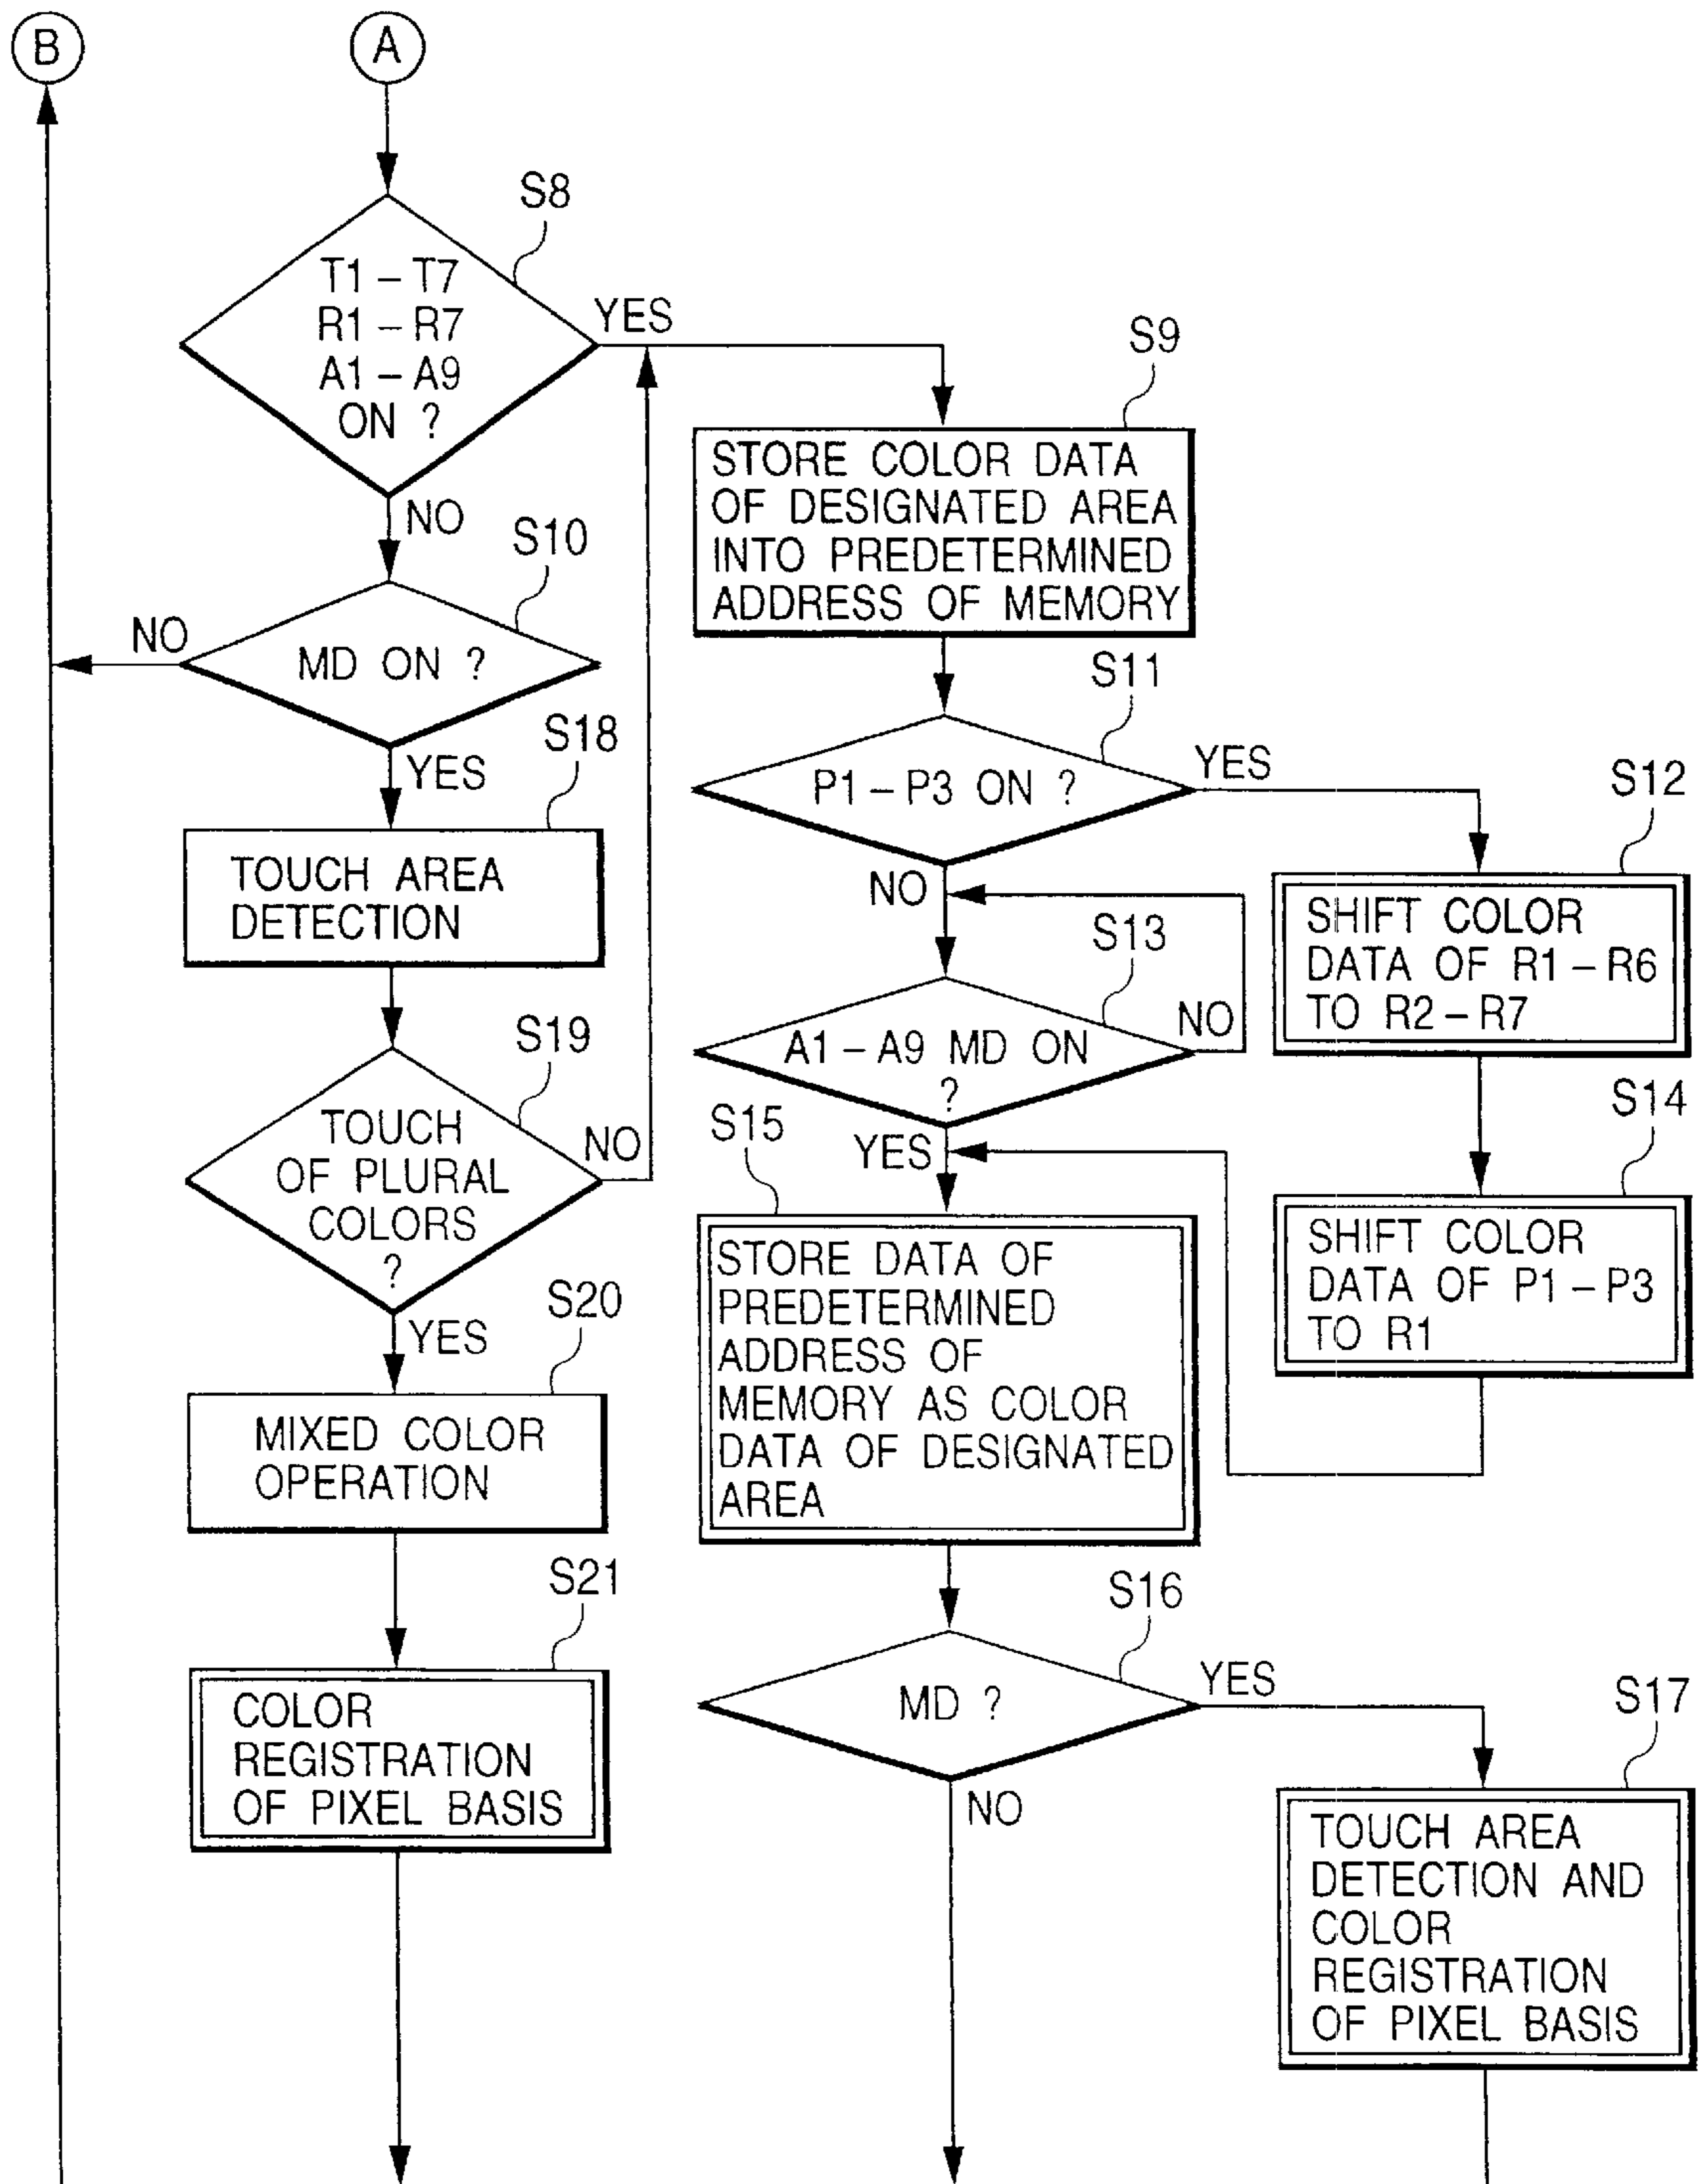 B
A
S8
T1 – T7
R1 – R7
A1 – A9
ON ?
YES
NO
S9
STORE COLOR DATA
OF DESIGNATED AREA
INTO PREDETERMINED
ADDRESS OF MEMORY
S10
MD ON ?
NO
YES
S11
P1 – P3 ON ?
YES
NO
S12
SHIFT COLOR
DATA OF R1 – R6
TO R2 – R7
S18
TOUCH AREA
DETECTION
S13
A1 – A9 MD ON
?
NO
YES
S14
SHIFT COLOR
DATA OF P1 – P3
TO R1
S19
TOUCH
OF PLURAL
COLORS
?
NO
YES
S15
STORE DATA OF
PREDETERMINED
ADDRESS OF
MEMORY AS COLOR
DATA OF DESIGNATED
AREA
S20
MIXED COLOR
OPERATION
S21
COLOR
REGISTRATION
OF PIXEL BASIS
S16
MD ?
YES
NO
S17
TOUCH AREA
DETECTION AND
COLOR
REGISTRATION
OF PIXEL BASIS